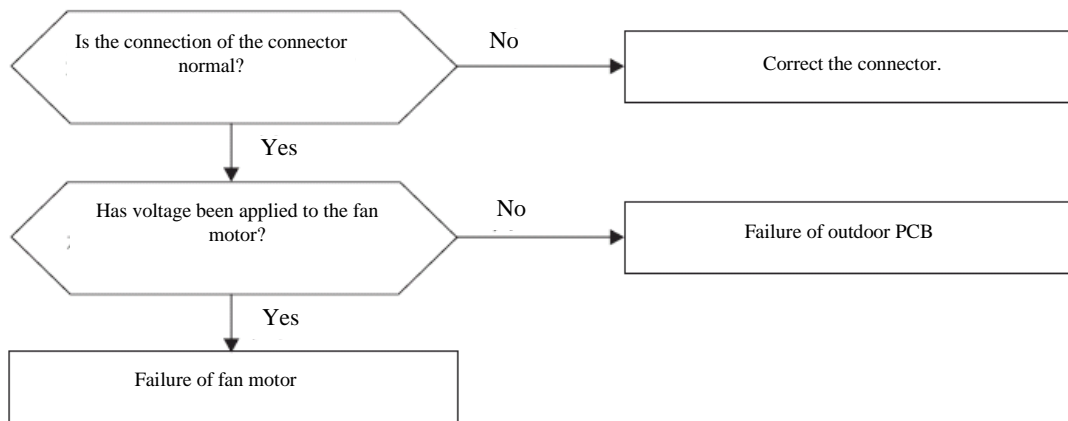 Is the connection of the connector
normal?
No
Correct the connector.
Yes
Has voltage been applied to the fan
motor?
No
Failure of outdoor PCB
Yes
Failure of fan motor